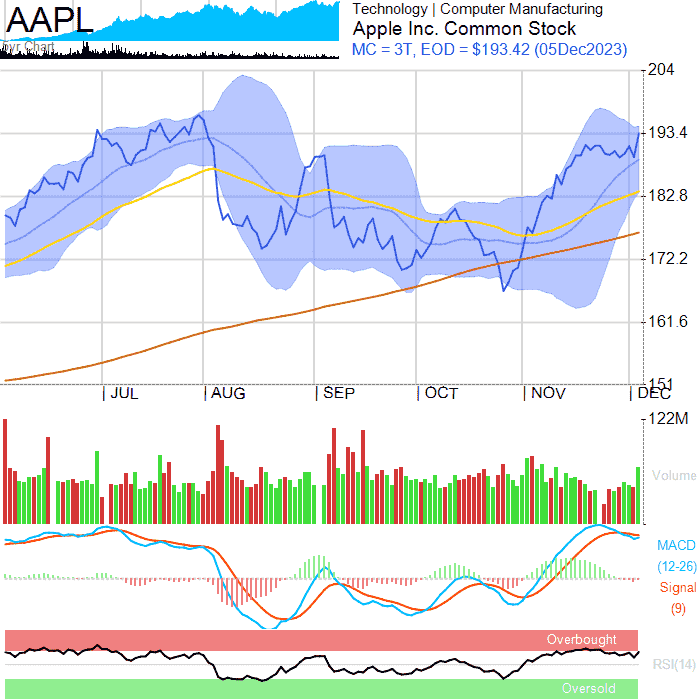 AAPL
Technology | Computer Manufacturing
Apple Inc. Common Stock
MC = 3T, EOD = $193.42 (05Dec2023)
yr Chart
204
193.4
182.8
172.2
161.6
151
JUL AUG SEP OCT NOV DEC
122M
Volume
MACD
(12-26)
Signal
(9)
Overbought
RSI(14)
Oversold